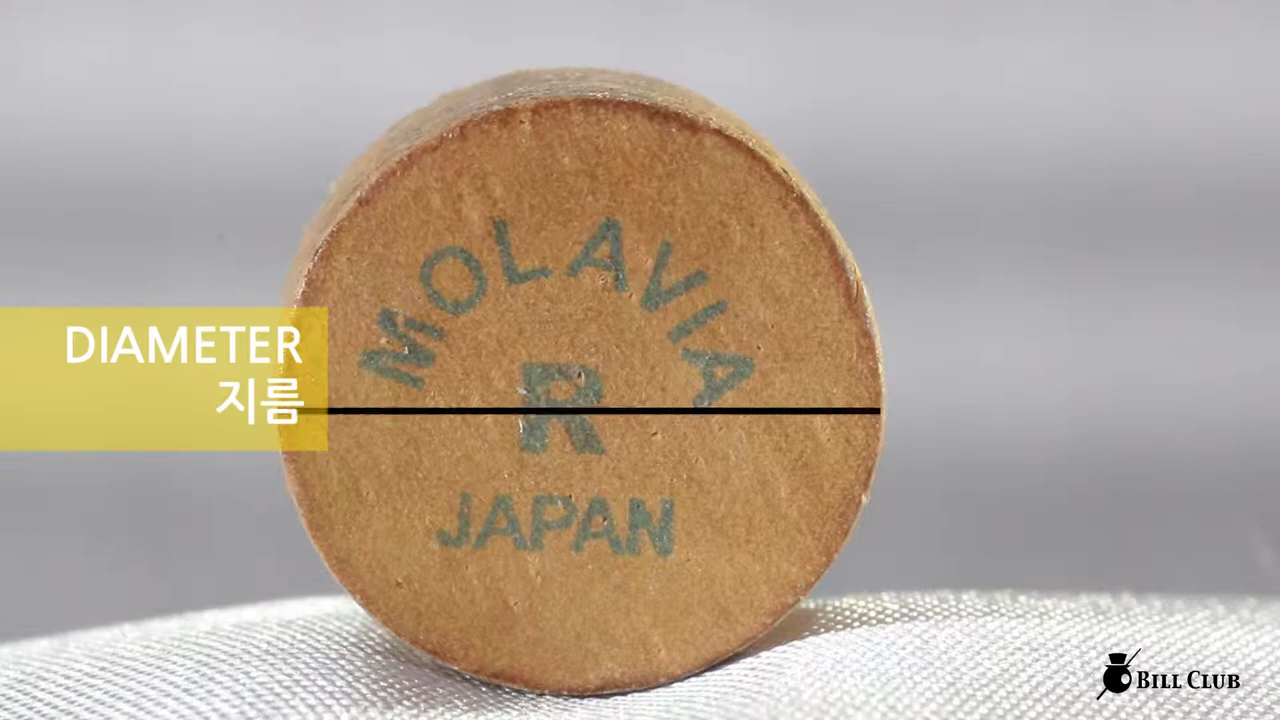 MOLAVIA
R
JAPAN
DIAMETER
지름
BILL CLUB